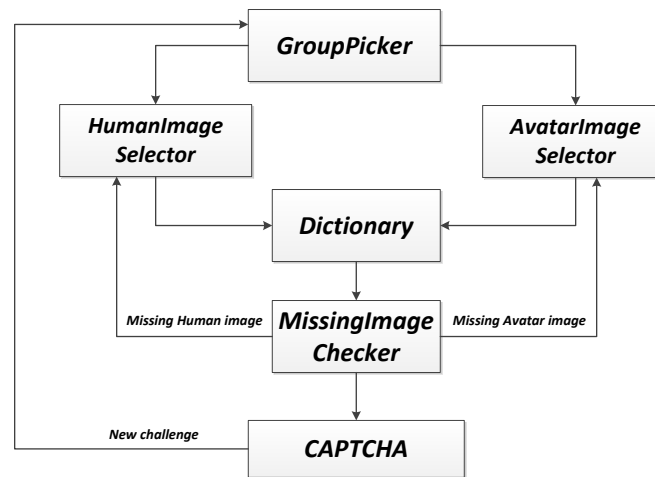 GroupPicker
HumanImage
Selector
AvatarImage
Selector
Dictionary
Missing Human image
MissingImage
Checker
Missing Avatar image
New challenge
CAPTCHA